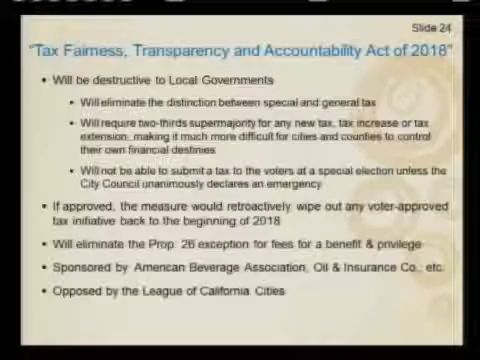 Slide 24
"Tax Fairness, Transparency and Accountability Act of 2018"
• Will be destructive to Local Governments
• Will eliminate the distinction between special and general tax
• Will require two-thirds supermajority for any new tax, tax increase or tax
extension, making it much more difficult for cities and counties to control
their own financial destinies
• Will not be able to submit a tax to the voters at a special election unless the
City Council unanimously declares an emergency
• If approved, the measure would retroactively wipe out any voter-approved
tax initiative back to the beginning of 2018
• Will eliminate the Prop. 26 exception for fees for a benefit & privilege
• Sponsored by American Beverage Association, Oil & Insurance Co., etc.
• Opposed by the League of California Cities